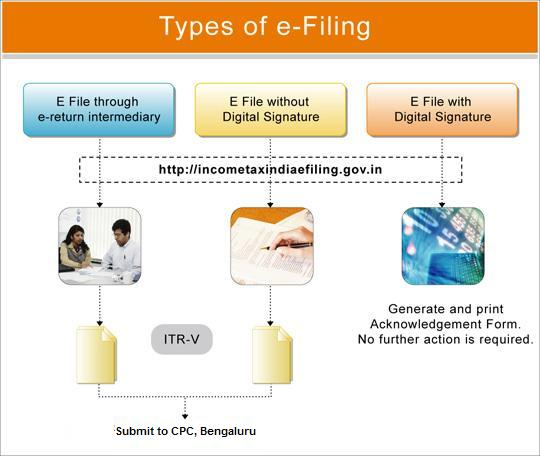 Types of e-Filing
E File through
e-return intermediary
E File without
Digital Signature
E File with
Digital Signature
http://incometaxindiaefiling.gov.in
Generate and print
Acknowledgement Form.
No further action is required.
ITR-V
Submit to CPC, Bengaluru